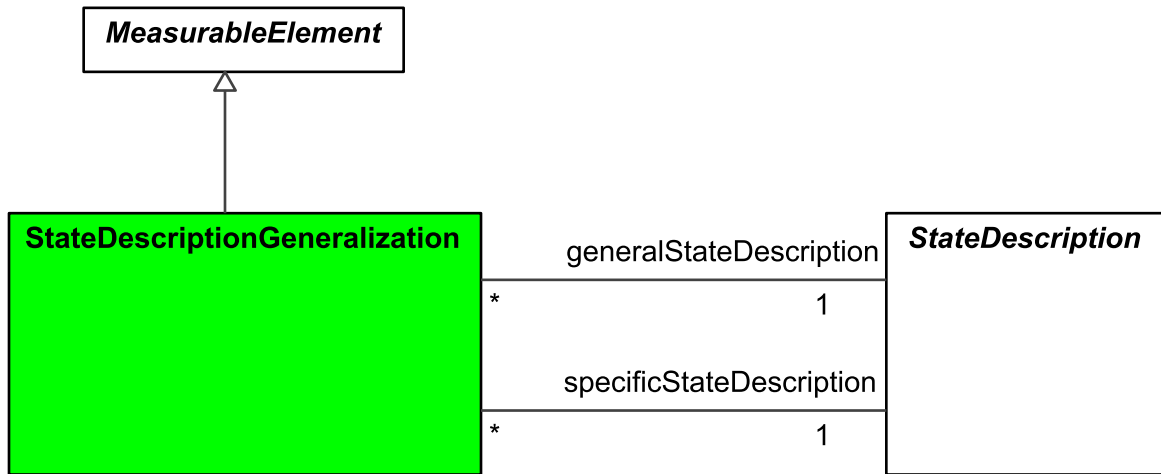 MeasurableElement
StateDescriptionGeneralization
StateDescription
generalStateDescription
* 1
specificStateDescription
* 1